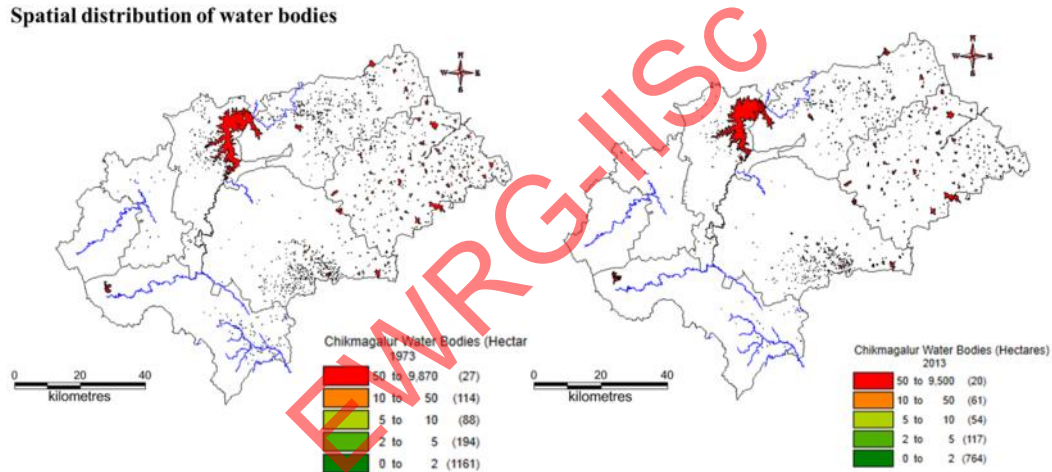 Spatial distribution of water bodies
N
W E
S
N
W E
S
EWRG-IISc
Chikmagalur Water Bodies (Hectar
1973
50 to 9,870 (27)
10 to 50 (114)
5 to 10 (88)
2 to 5 (194)
0 to 2 (1161)
0 20 40
kilometres
Chikmagalur Water Bodies (Hectares)
2013
50 to 9,500 (20)
10 to 50 (61)
5 to 10 (54)
2 to 5 (117)
0 to 2 (764)
0 20 40
kilometres